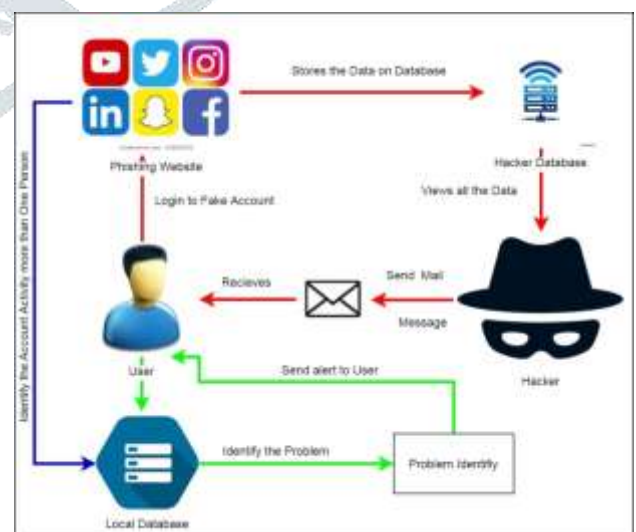 Stores the Data on Database
in
f
Phishing Website
Hacker Database
Login to Fake Account
Views all the Data
Identify the Account Activity more than One Person
Recieves
Send Mail
Message
User
Send alert to User
Hacker
Identify the Problem
Problem Identifiy
Local Database